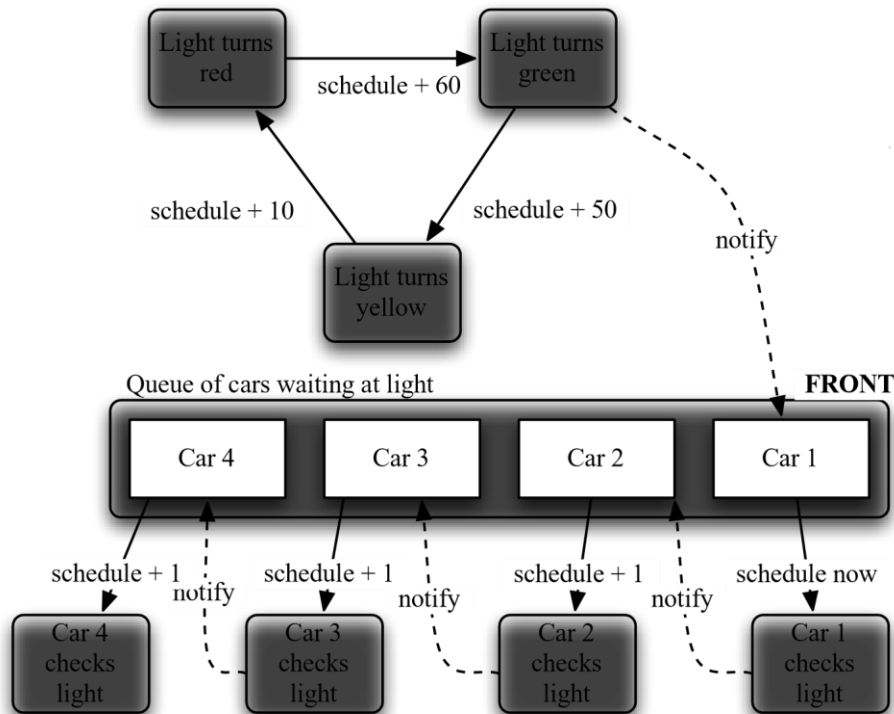 Light turns
red
schedule + 60
Light turns
green
schedule + 10
schedule + 50
notify
Light turns
yellow
Queue of cars waiting at light
FRONT
Car 4
Car 3
Car 2
Car 1
schedule + 1
notify
schedule + 1
notify
schedule + 1
notify
schedule now
Car 4
checks
light
Car 3
checks
light
Car 2
checks
light
Car 1
checks
light